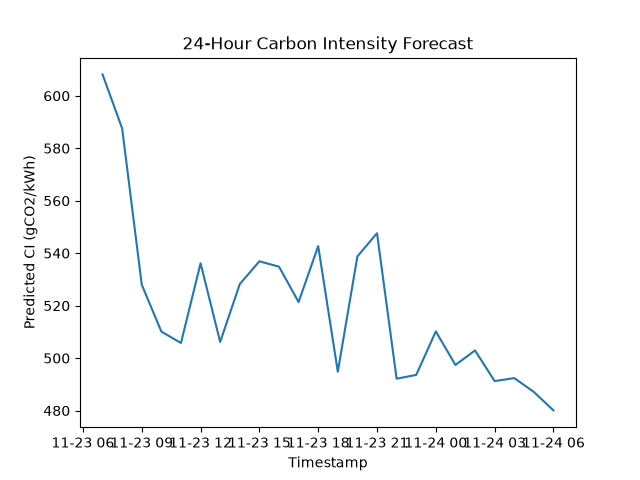 24-Hour Carbon Intensity Forecast
Predicted CI (gCO2/kWh)
600
580
560
540
520
500
480
11-23 06 11-23 09 11-23 12 11-23 15 11-23 18 11-23 21 11-24 00 11-24 03 11-24 06
Timestamp